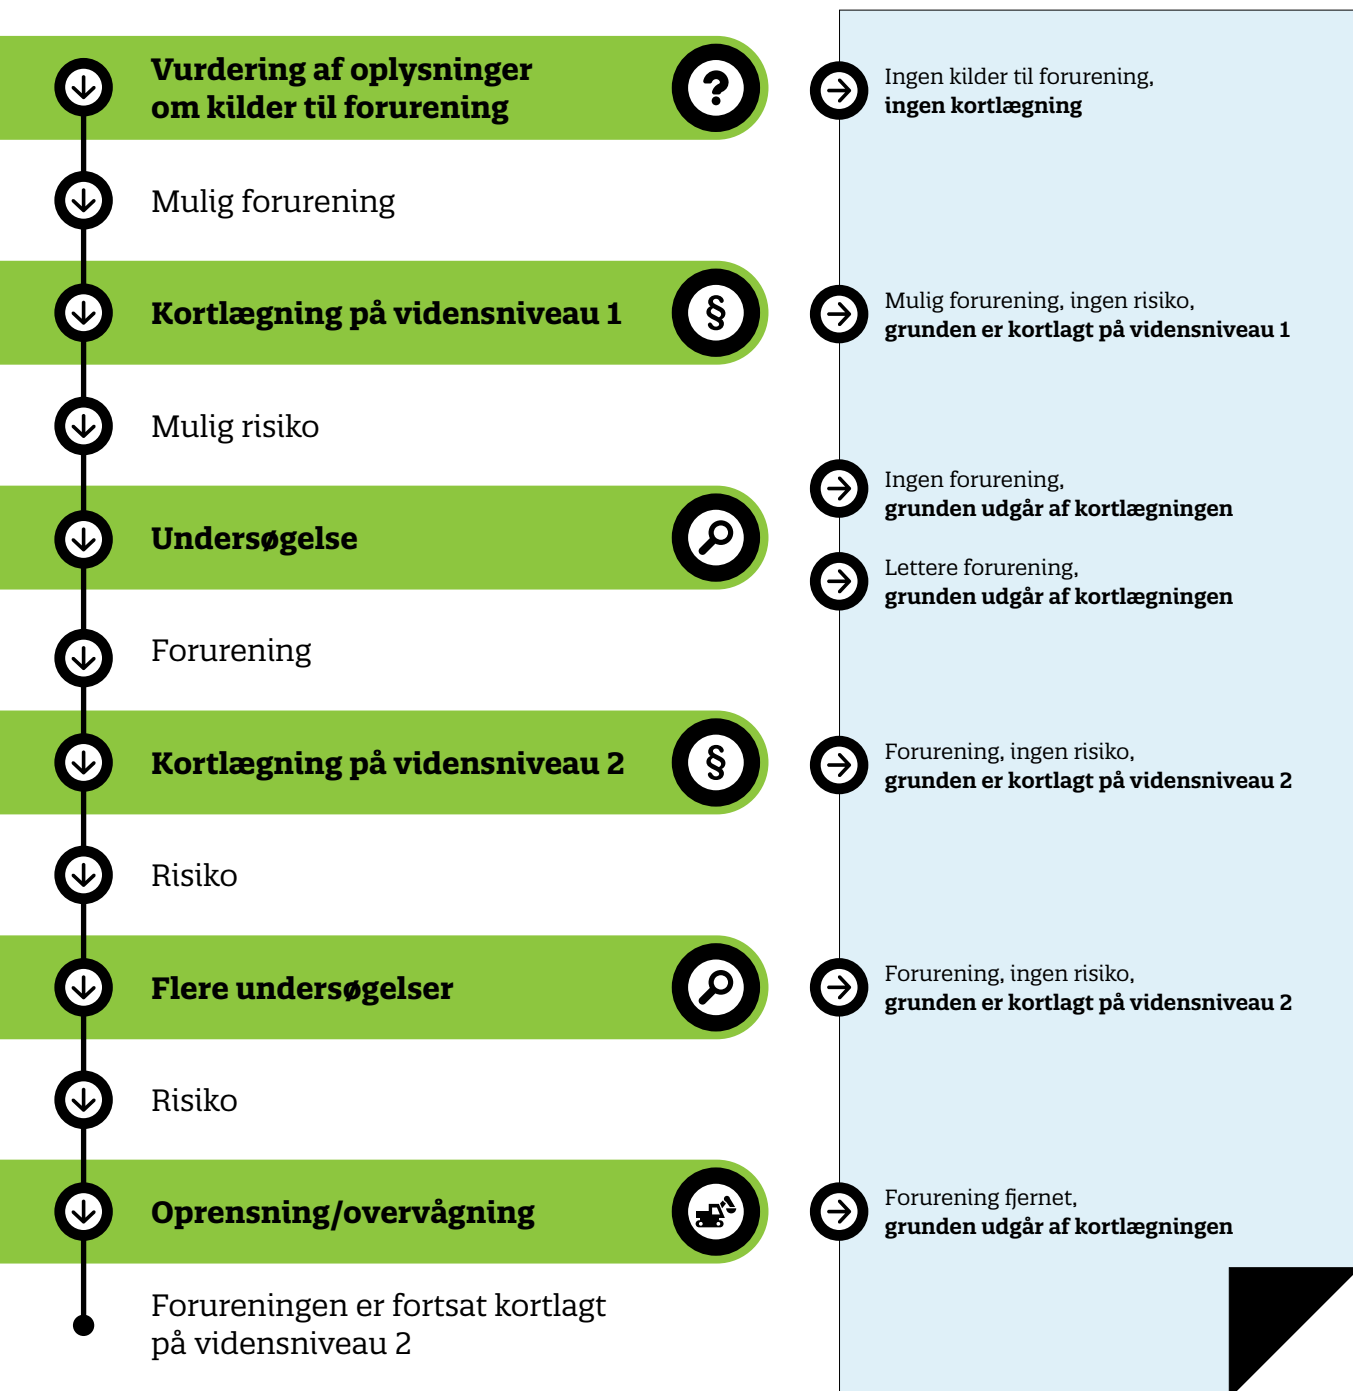 Vurdering af oplysninger
om kilder til forurening
?
Ingen kilder til forurening,
ingen kortlægning
Mulig forurening
Kortlægning på vidensniveau 1
§
Mulig forurening, ingen risiko,
grunden er kortlagt på vidensniveau 1
Mulig risiko
Undersøgelse
Ingen forurening,
grunden udgår af kortlægningen
Lettere forurening,
grunden udgår af kortlægningen
Forurening
Kortlægning på vidensniveau 2
§
Forurening, ingen risiko,
grunden er kortlagt på vidensniveau 2
Risiko
Flere undersøgelser
Forurening, ingen risiko,
grunden er kortlagt på vidensniveau 2
Risiko
Oprensning/overvågning
Forurening fjernet,
grunden udgår af kortlægningen
Forureningen er fortsat kortlagt
på vidensniveau 2